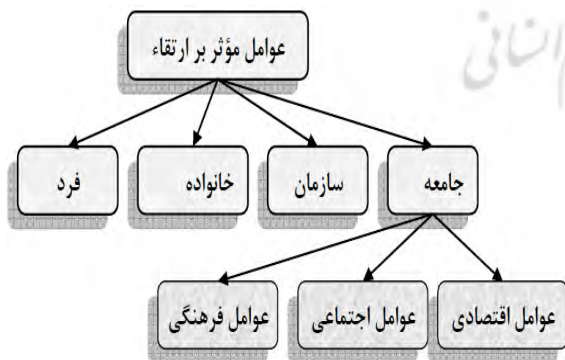 عوامل مؤثر بر ارتقاء
جامعه
سازمان
خانواده
فرد
عوامل اقتصادی
عوامل اجتماعی
عوامل فرهنگی